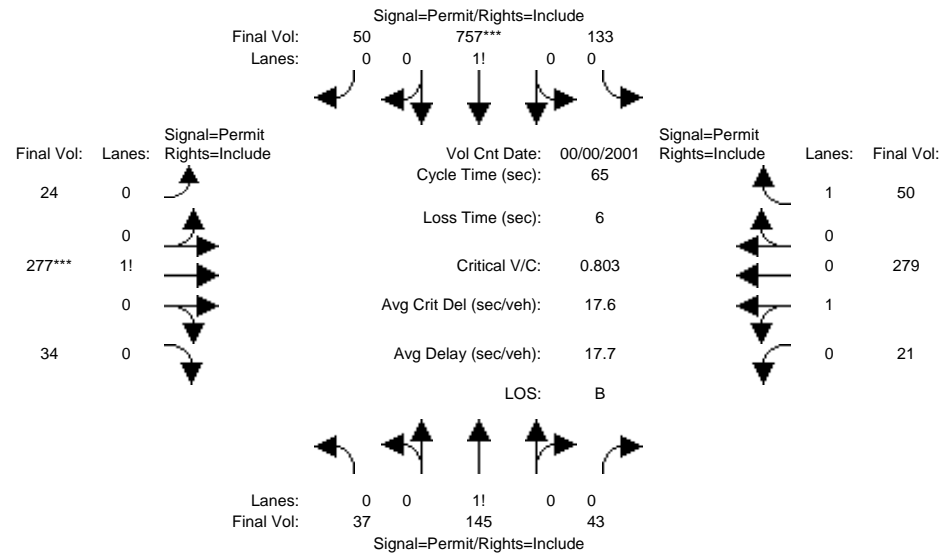 Signal=Permit/Rights=Include
Final Vol: 50 757*** 133
Lanes: 0 0 1! 0 0
Signal=Permit Signal=Permit
Final Vol: Lanes: Rights=Include Vol Cnt Date: 00/00/2001 Rights=Include Lanes: Final Vol:
Cycle Time (sec): 65
24 0 1 50
Loss Time (sec): 6
0 0
277*** 1! Critical V/C: 0.803 0 279
0 Avg Crit Del (sec/veh): 17.6 1
34 0 Avg Delay (sec/veh): 17.7 0 21
LOS: B
Lanes: 0 0 1! 0 0
Final Vol: 37 145 43
Signal=Permit/Rights=Include